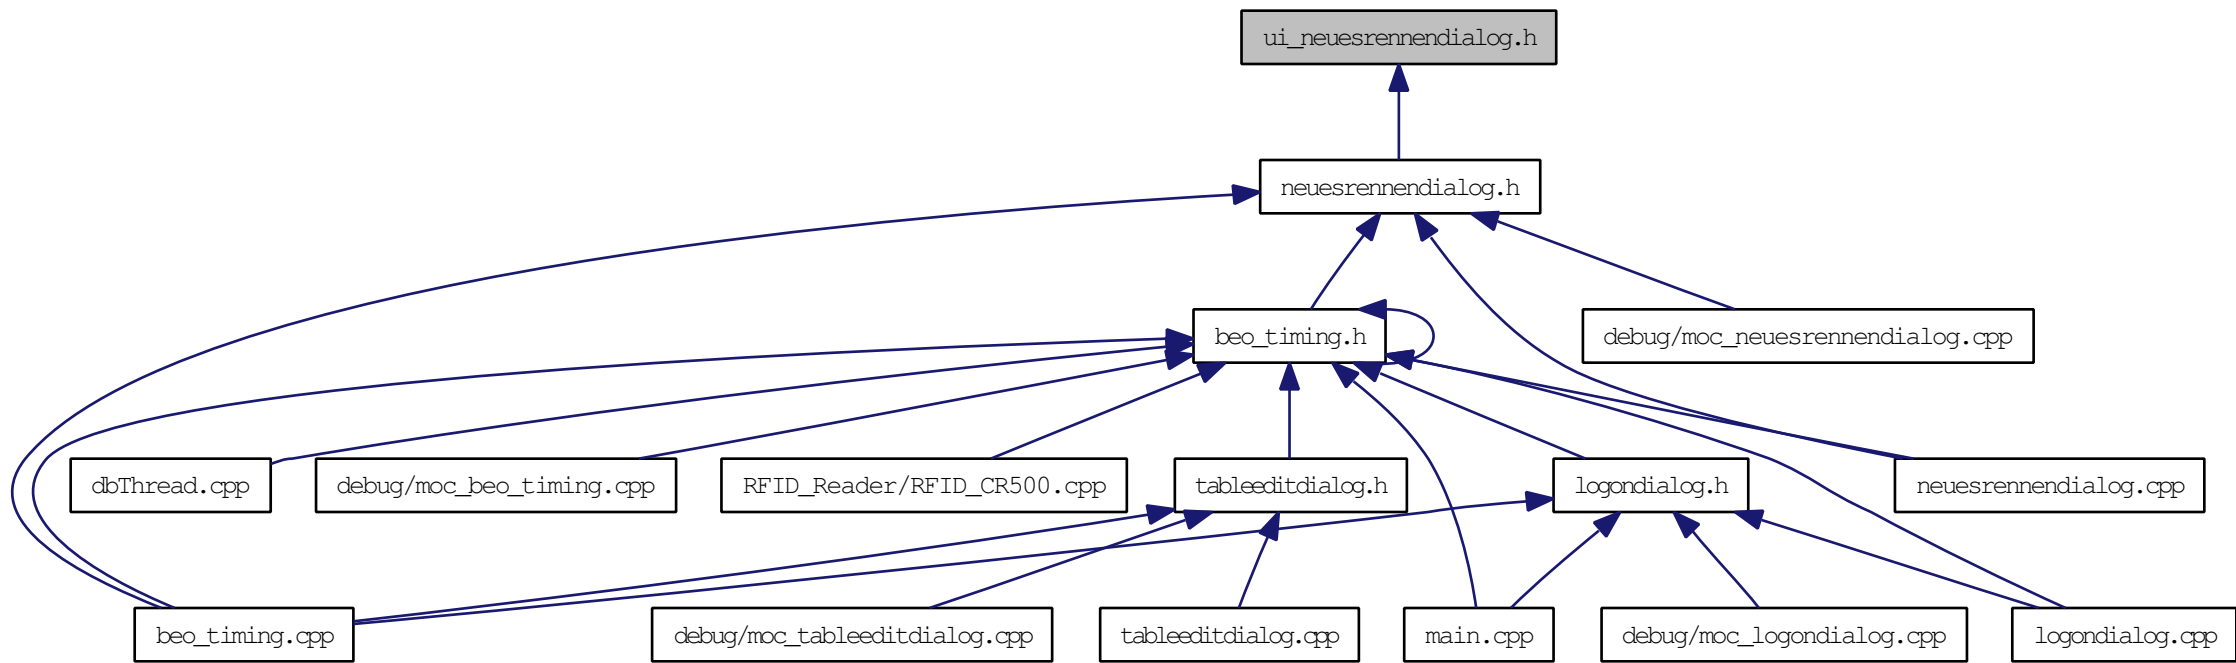 ui_neuesrennendialog.h
neuesrennendialog.h
beo_timing.h
debug/moc_neuesrennendialog.cpp
dbThread.cpp
debug/moc_beo_timing.cpp
RFID_Reader/RFID_CR500.cpp
tableeditdialog.h
logondialog.h
neuesrennendialog.cpp
beo_timing.cpp
debug/moc_tableeditdialog.cpp
tableeditdialog.cpp
main.cpp
debug/moc_logondialog.cpp
logondialog.cpp